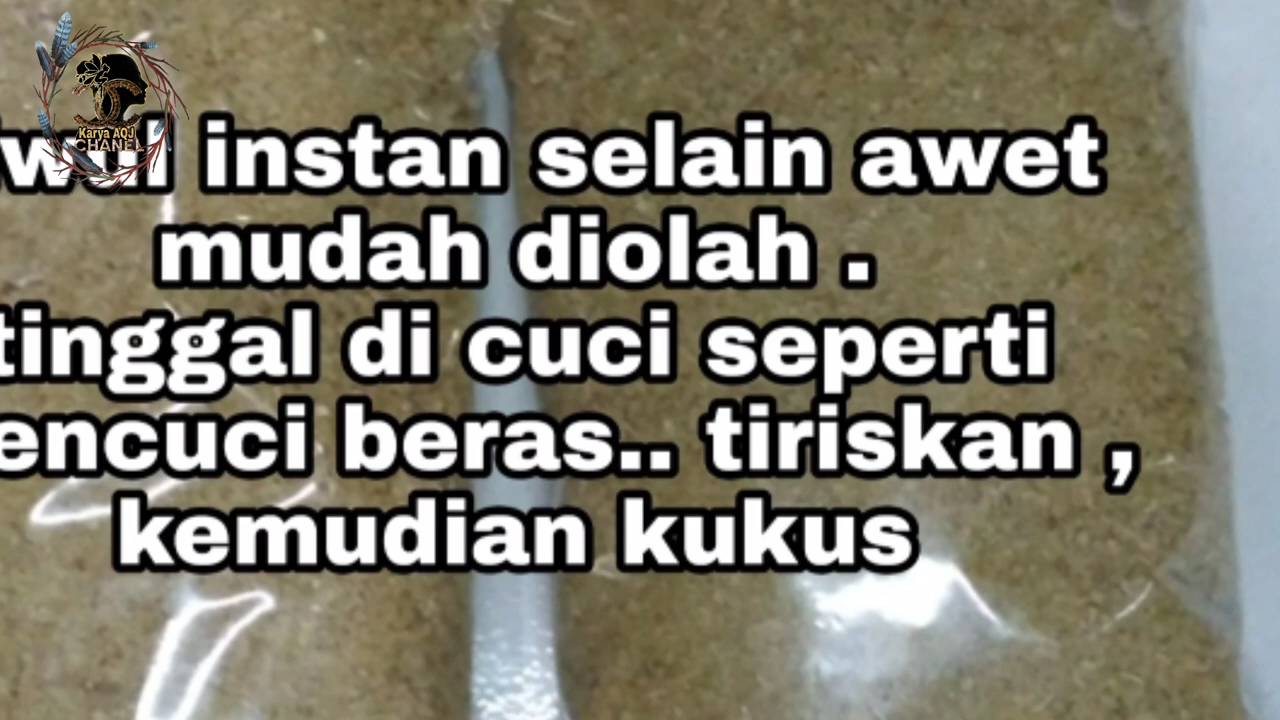 Karya AQJ
CHANEL
instan selain awet
mudah diolah .
tinggal di cuci seperti
encuci beras.. tiriskan ,
kemudian kukus